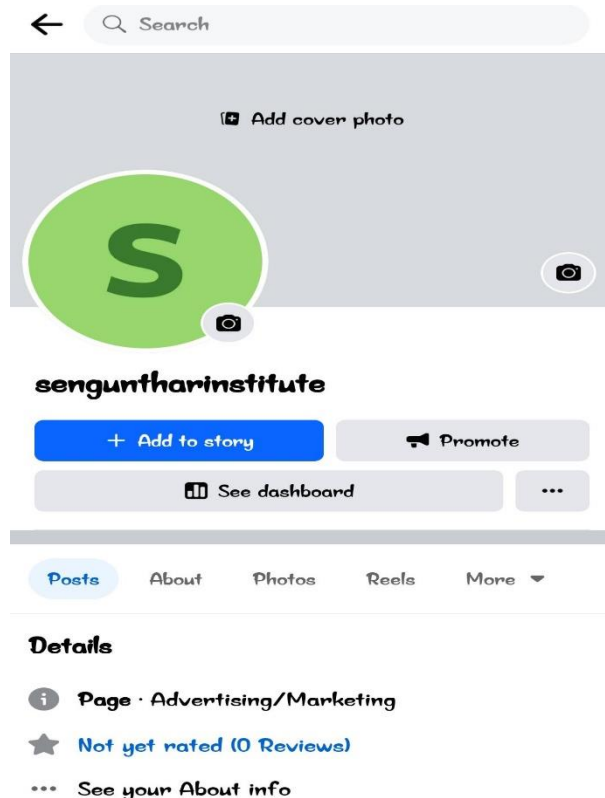 Search
Add cover photo
S
senguntharinstitute
+ Add to story
Promote
See dashboard
...
Posts About Photos Reels More
Details
Page · Advertising/Marketing
Not yet rated (0 Reviews)
... See your About info